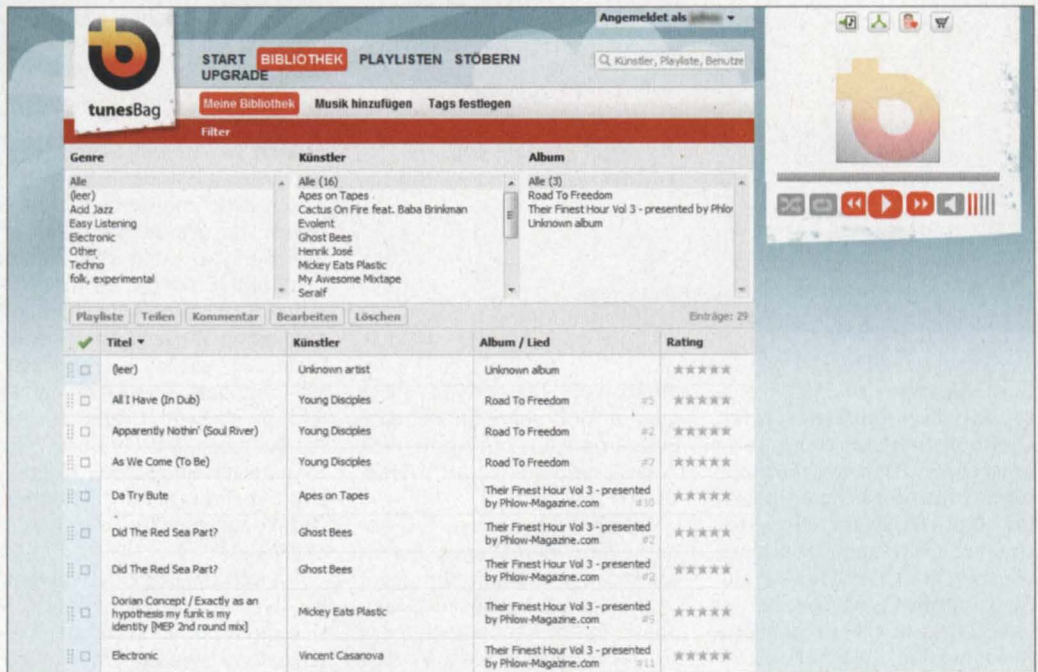 Angemeldet als
tunesBag
START BIBLIOTHEK PLAYLISTEN STÖBERN
UPGRADE
Künstler, Playliste, Benutze
Meine Bibliothek Musik hinzufügen Tags festlegen
Filter
Genre
Alle
(leer)
Acid Jazz
Easy Listening
Electronic
Other
Techno
folk, experimental
Künstler
Alle (16)
Apes on Tapes
Cactus On Fire feat. Baba Brinkman
Evolent
Ghost Bees
Henrik José
Mickey Eats Plastic
My Awesome Mixtape
Seralf
Album
Alle (3)
Road To Freedom
Their Finest Hour Vol 3 - presented by Phlov
Unknown album
Playliste Teilen Kommentar Bearbeiten Löschen
Einträge: 29
Titel Künstler Album / Lied Rating
(leer) Unknown artist Unknown album
All I Have (In Dub) Young Disciples Road To Freedom #5
Apparently Nothin' (Soul River) Young Disciples Road To Freedom #2
As We Come (To Be) Young Disciples Road To Freedom #7
Da Try Bute Apes on Tapes Their Finest Hour Vol 3 - presented
by Phlow-Magazine.com #10
Did The Red Sea Part? Ghost Bees Their Finest Hour Vol 3 - presented
by Phlow-Magazine.com #2
Did The Red Sea Part? Ghost Bees Their Finest Hour Vol 3 - presented
by Phlow-Magazine.com #2
Dorian Concept / Exactly as an
hypothesis my funk is my
identity [MEP 2nd round mix]
Mickey Eats Plastic
Their Finest Hour Vol 3 - presented
by Phlow-Magazine.com #9
Electronic Vincent Casanova Their Finest Hour Vol 3 - presented
by Phlow-Magazine.com #11